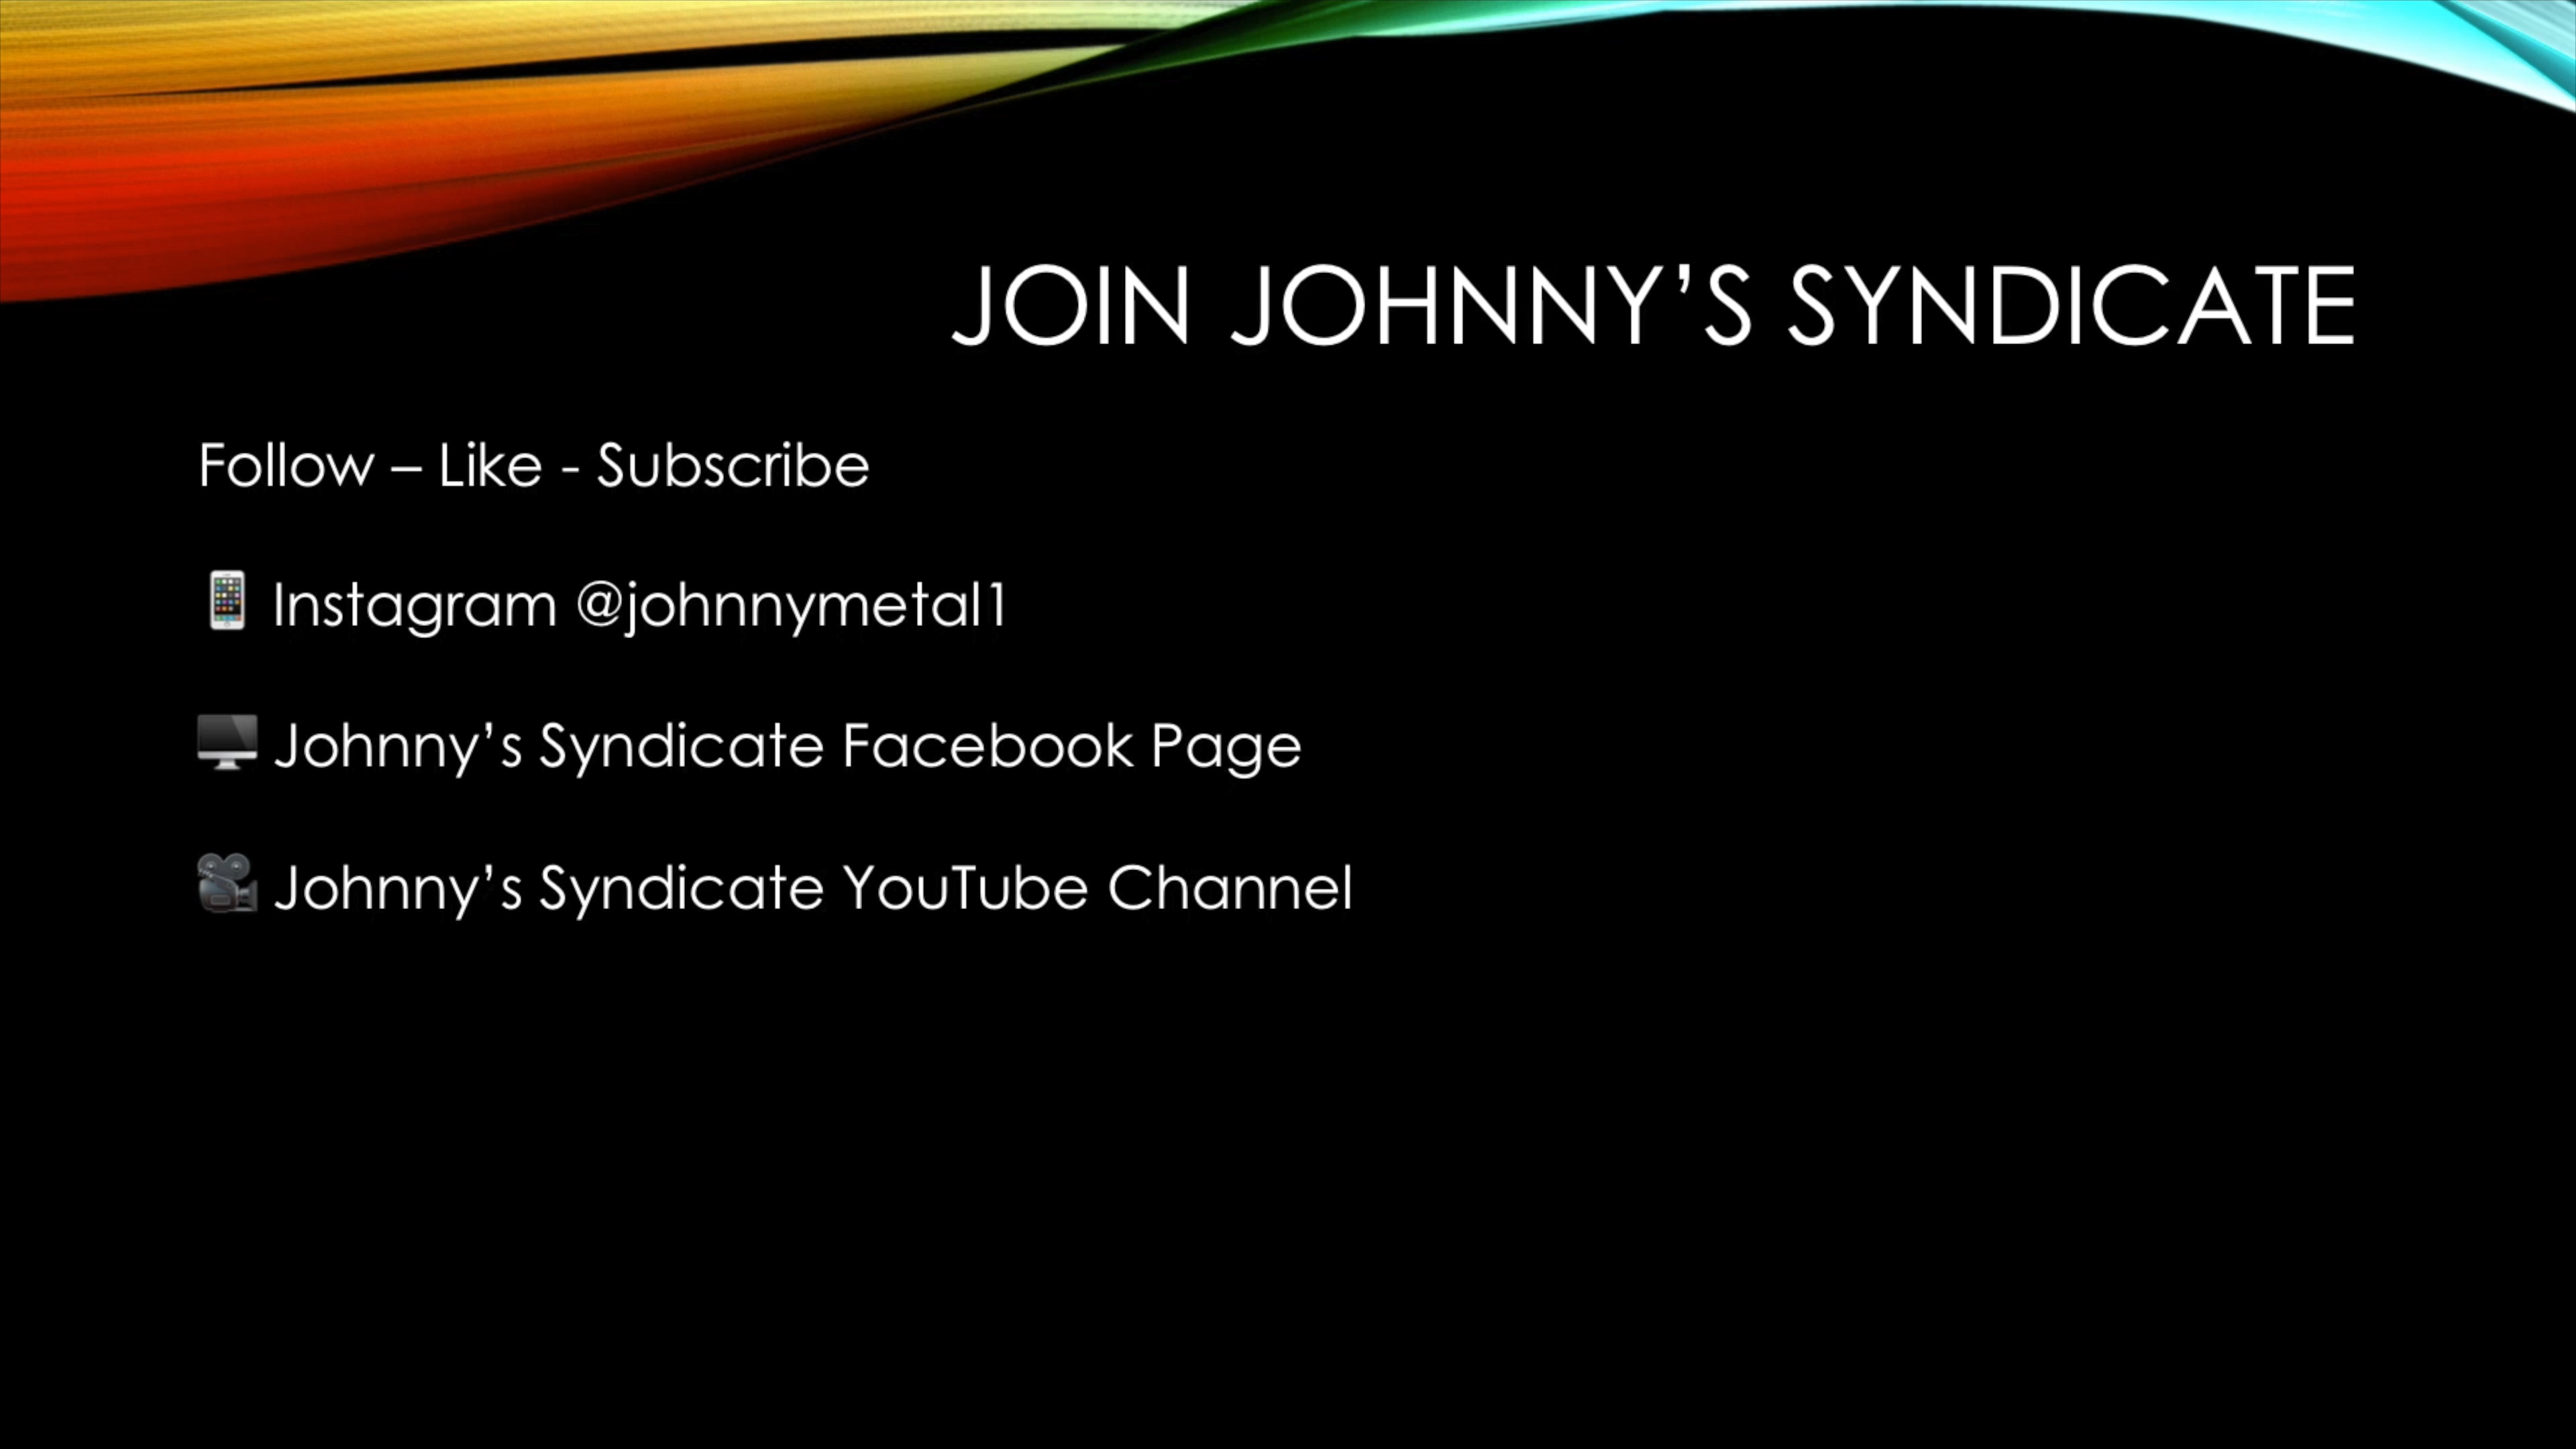 JOIN JOHNNY’S SYNDICATE
Follow – Like - Subscribe
📱 Instagram @johnnymetal1
🖥️ Johnny’s Syndicate Facebook Page
🎥 Johnny’s Syndicate YouTube Channel